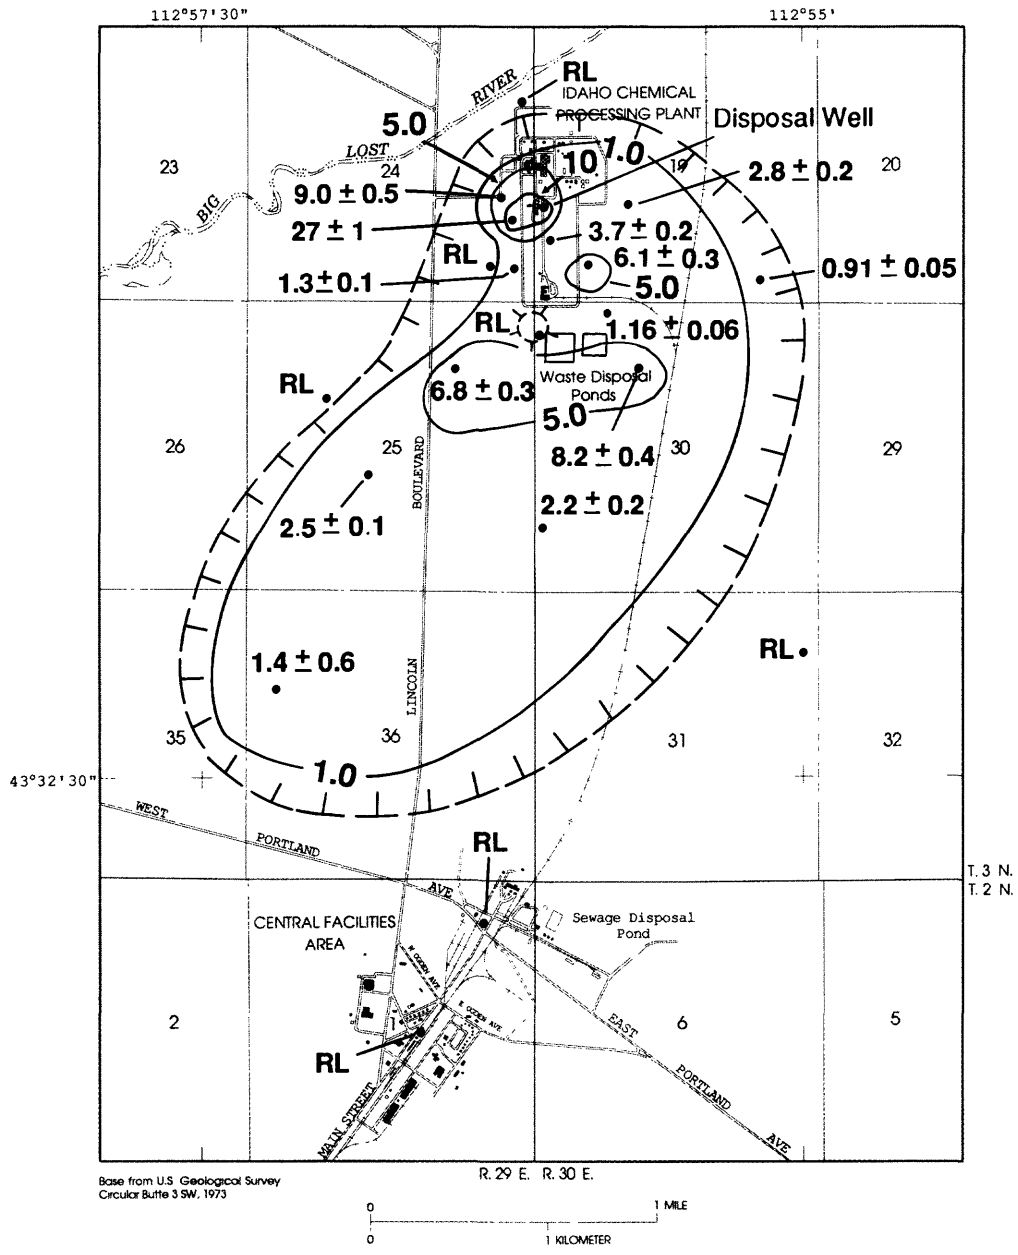 112°57'30"
112°55'
RL
IDAHO CHEMICAL
PROCESSING PLANT
RIVER
LOST
BIG
5.0
1.0
10
Disposal Well
23
24
19
20
9.0 ± 0.5
2.8 ± 0.2
27 ± 1
3.7 ± 0.2
RL
6.1 ± 0.3
0.91 ± 0.05
1.3 ± 0.1
5.0
RL
1.16 ± 0.06
RL
6.8 ± 0.3
Waste Disposal
Ponds
5.0
26
25
30
29
8.2 ± 0.4
BOULEVARD
2.5 ± 0.1
2.2 ± 0.2
RL
1.4 ± 0.6
LINCOLN
35
36
31
32
1.0
43°32'30"
WEST
PORTLAND
AVE
RL
T. 3 N.
T. 2 N.
CENTRAL FACILITIES
AREA
Sewage Disposal
Pond
N OGDEN AVE
E OGDEN AVE
2
1
6
5
EAST
PORTLAND
AVE
RL
MAIN STREET
R. 29 E. R. 30 E.
Base from U.S Geological Survey
Circular Butte 3 SW, 1973
0
1 MILE
0
1 KILOMETER